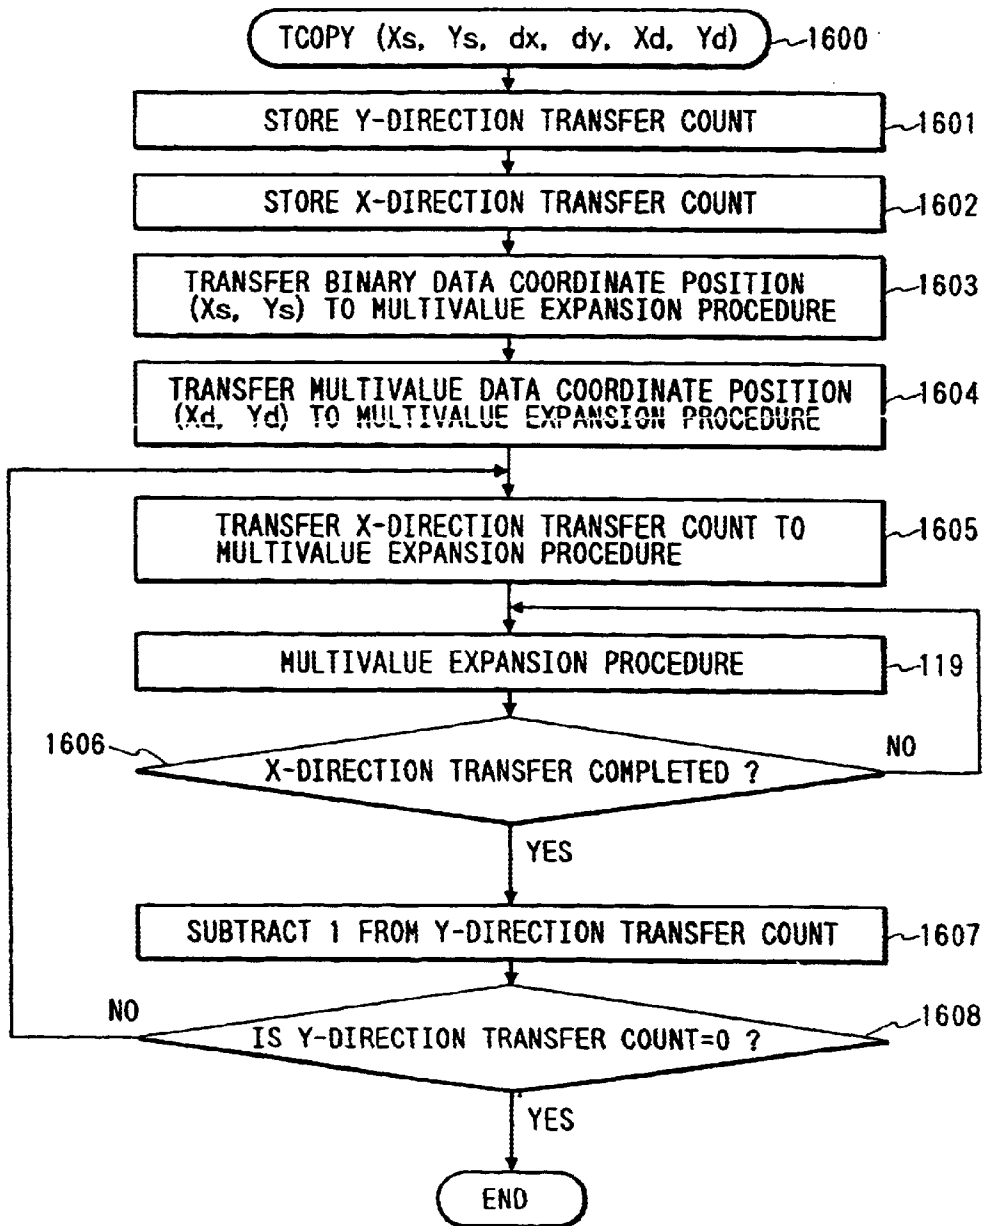 TCOPY (Xs, Ys, dx, dy, Xd, Yd)
1600
STORE Y-DIRECTION TRANSFER COUNT
1601
STORE X-DIRECTION TRANSFER COUNT
1602
TRANSFER BINARY DATA COORDINATE POSITION
(Xs, Ys) TO MULTIVALUE EXPANSION PROCEDURE
1603
TRANSFER MULTIVALUE DATA COORDINATE POSITION
(Xd, Yd) TO MULTIVALUE EXPANSION PROCEDURE
1604
TRANSFER X-DIRECTION TRANSFER COUNT TO
MULTIVALUE EXPANSION PROCEDURE
1605
MULTIVALUE EXPANSION PROCEDURE
119
1606
X-DIRECTION TRANSFER COMPLETED ?
NO
YES
SUBTRACT 1 FROM Y-DIRECTION TRANSFER COUNT
1607
NO
IS Y-DIRECTION TRANSFER COUNT=0 ?
1608
YES
END